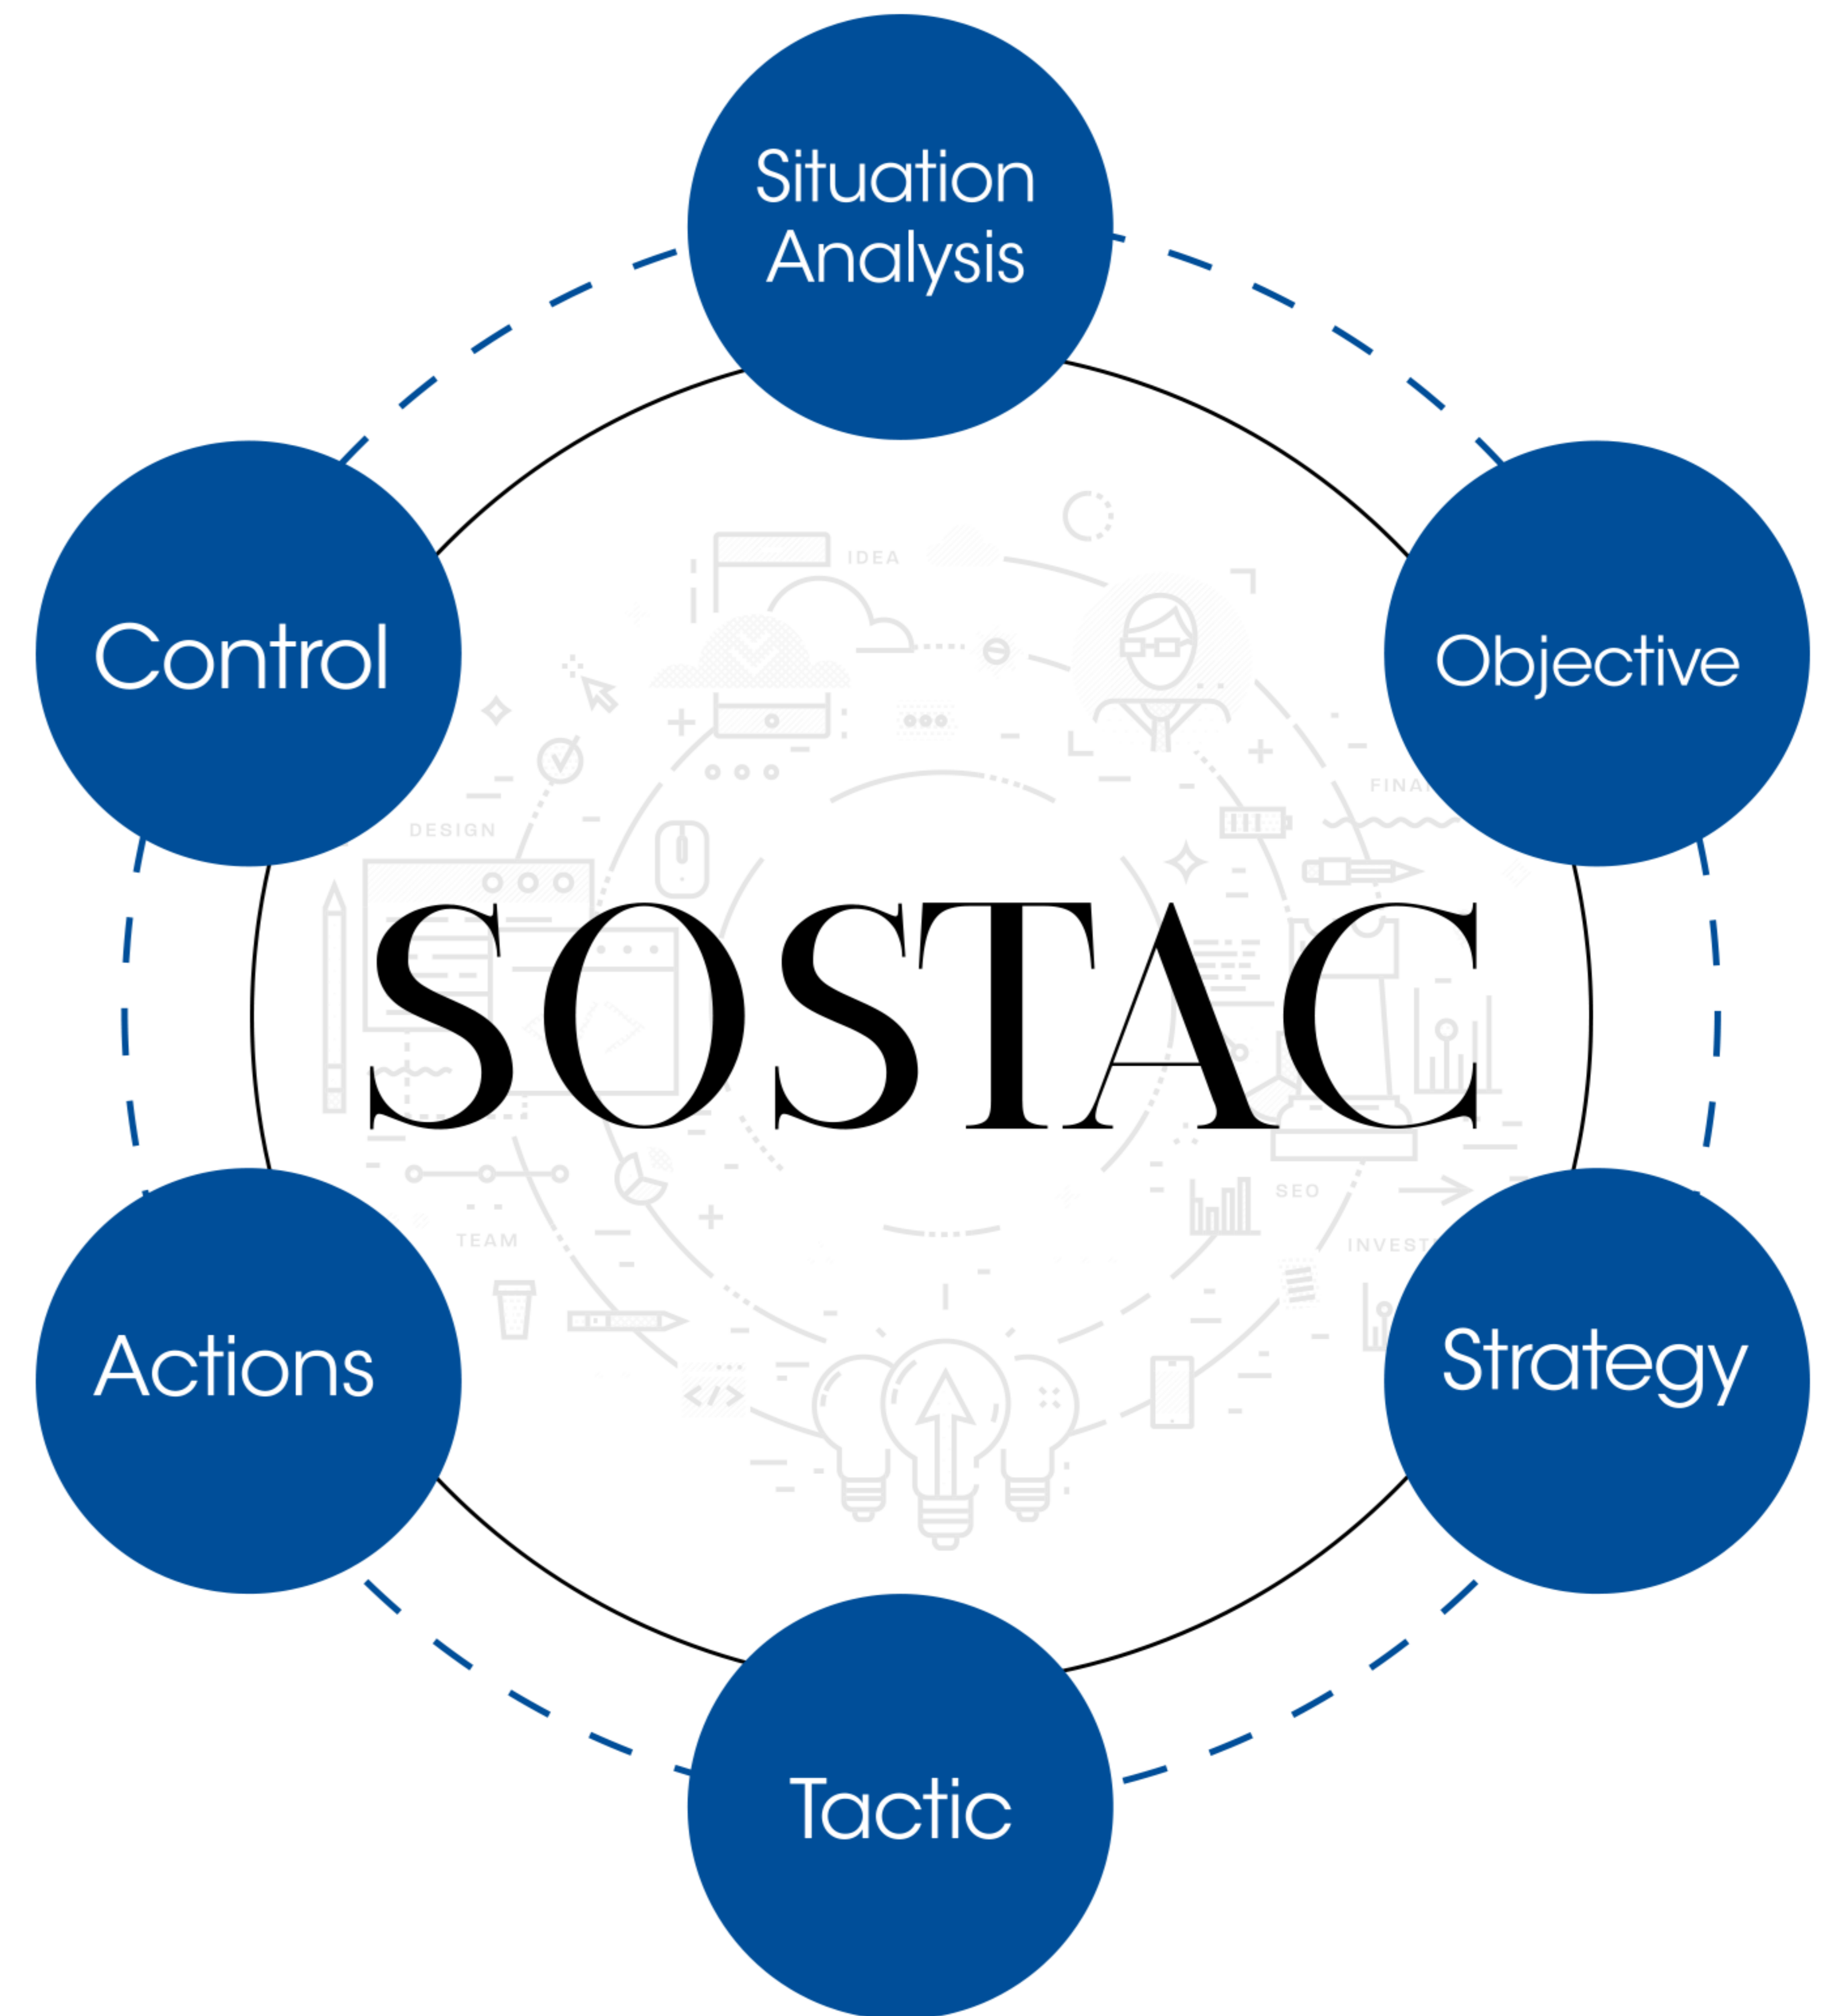 Situation
Analysis
Control
Objective
IDEA
DESIGN
SOSTAC
SEO
TEAM
Actions
Strategy
Tactic